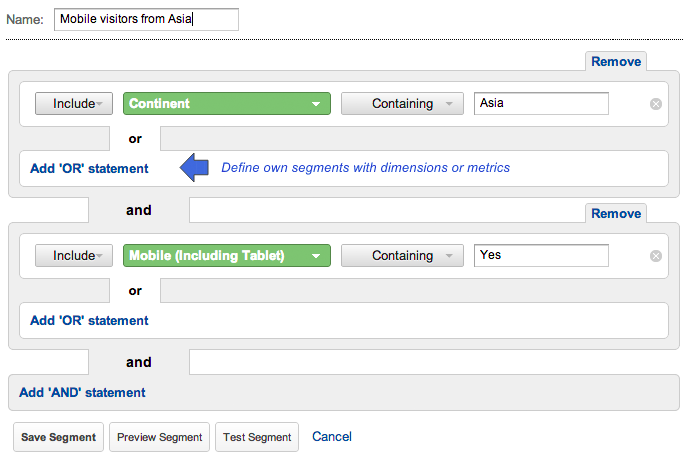 Name: Mobile visitors from Asia
Remove
Include Continent Containing Asia
or
Add 'OR' statement Define own segments with dimensions or metrics
and
Remove
Include Mobile (Including Tablet) Containing Yes
or
Add 'OR' statement
and
Add 'AND' statement
Save Segment Preview Segment Test Segment Cancel